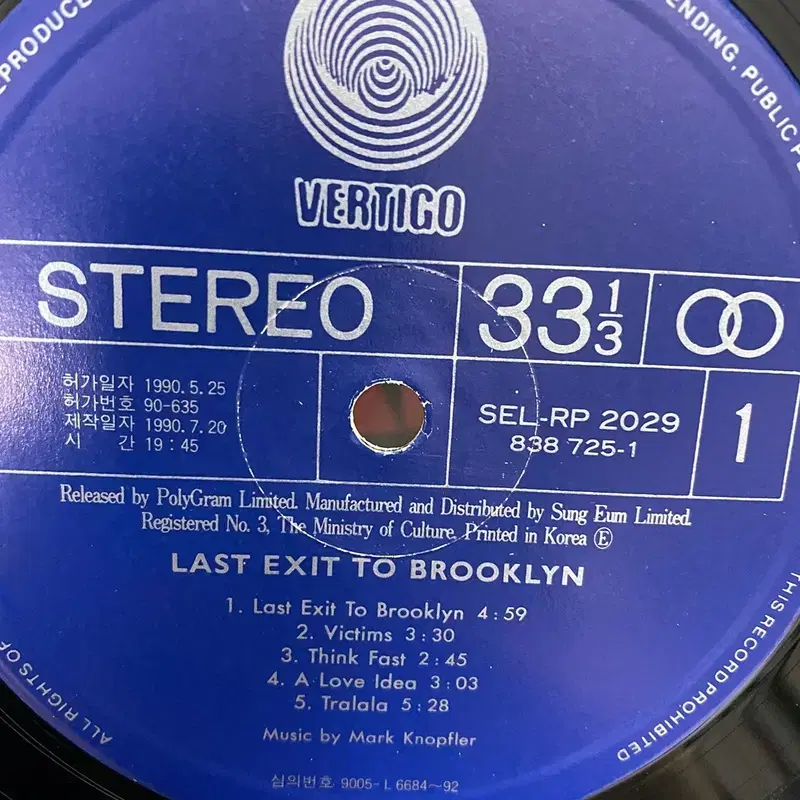 REPRODUCE
ENDING, PUBLIC PE
VERTIGO
STEREO
33 1/3
허가일자 1990.5.25
허가번호 90-635
제작일자 1990.7.20
시 간 19:45
SEL-RP 2029
838 725-1
1
Released by PolyGram Limited. Manufactured and Distributed by Sung Eum Limited.
Registered No. 3, The Ministry of Culture. Printed in Korea Ⓔ
LAST EXIT TO BROOKLYN
1. Last Exit To Brooklyn 4:59
2. Victims 3:30
3. Think Fast 2:45
4. A Love Idea 3:03
5. Tralala 5:28
Music by Mark Knopfler
심의번호 9005-L6684~92
ALL RIGHTS OF
THIS RECORD PROHIBITED